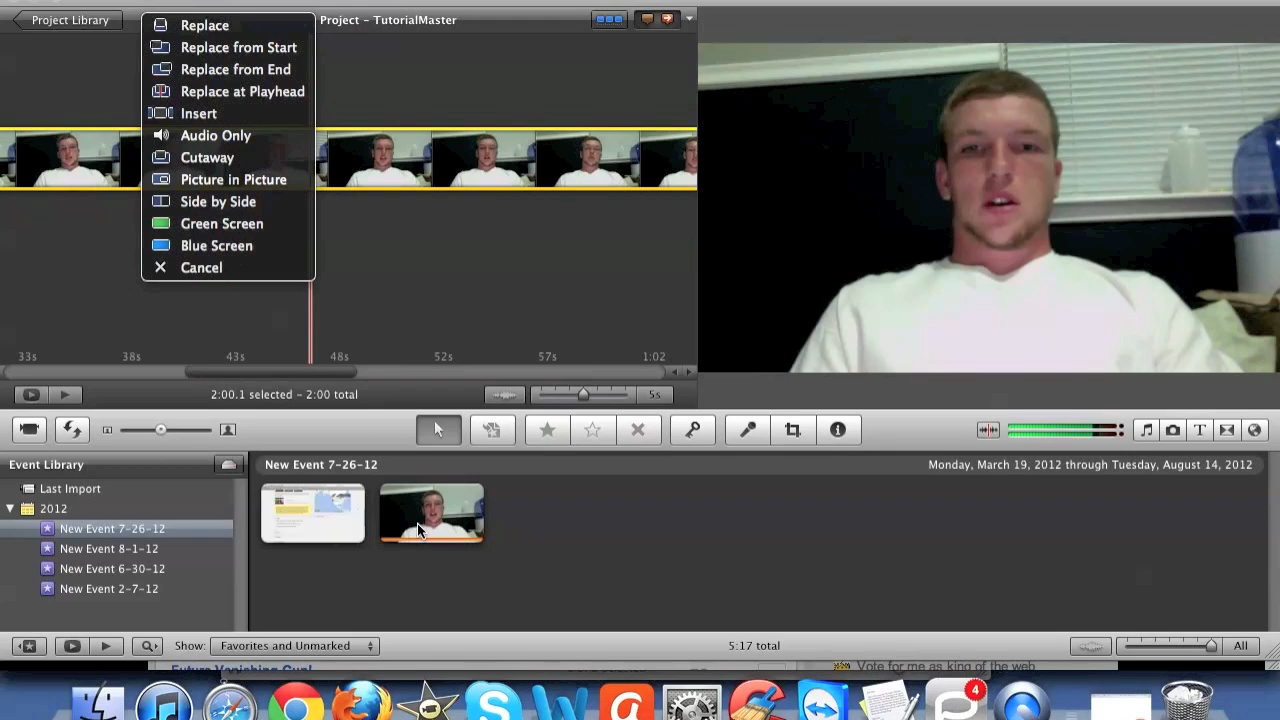 Project Library
Project – TutorialMaster
Replace
Replace from Start
Replace from End
Replace at Playhead
Insert
Audio Only
Cutaway
Picture in Picture
Side by Side
Green Screen
Blue Screen
Cancel
33s 38s 43s 48s 52s 57s 1:02
2:00.1 selected – 2:00 total
5s
Event Library
New Event 7-26-12
Monday, March 19, 2012 through Tuesday, August 14, 2012
Last Import
2012
New Event 7-26-12
New Event 8-1-12
New Event 6-30-12
New Event 2-7-12
Show: Favorites and Unmarked
5:17 total
All
Future Vanishing Gun!
Vote for me as king of the web
4